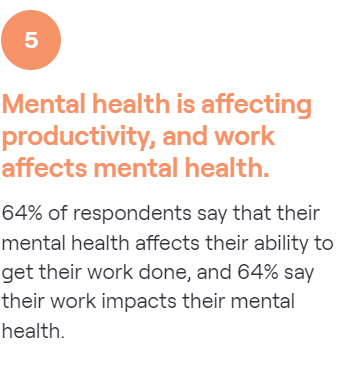 5
Mental health is affecting
productivity, and work
affects mental health.
64% of respondents say that their
mental health affects their ability to
get their work done, and 64% say
their work impacts their mental
health.